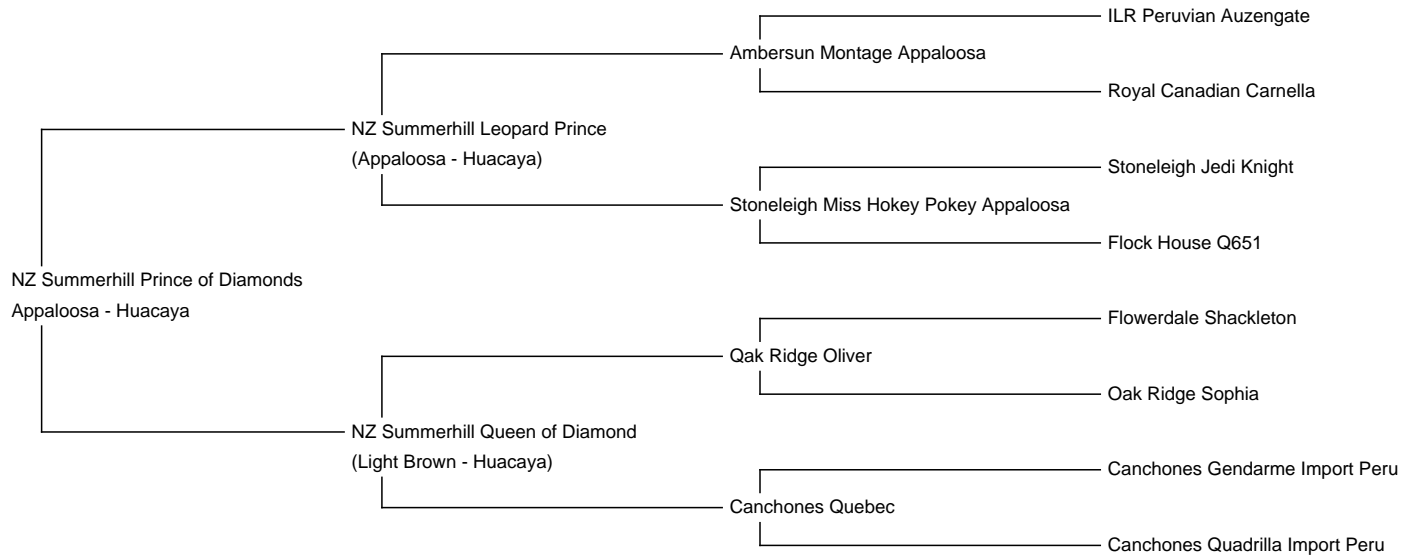 ILR Peruvian Auzengate
Ambersun Montage Appaloosa
Royal Canadian Carnella
NZ Summerhill Leopard Prince
(Appaloosa - Huacaya)
Stoneleigh Jedi Knight
Stoneleigh Miss Hokey Pokey Appaloosa
Flock House Q651
NZ Summerhill Prince of Diamonds
Appaloosa - Huacaya
Flowerdale Shackleton
Qak Ridge Oliver
Oak Ridge Sophia
NZ Summerhill Queen of Diamond
(Light Brown - Huacaya)
Canchones Gendarme Import Peru
Canchones Quebec
Canchones Quadrilla Import Peru